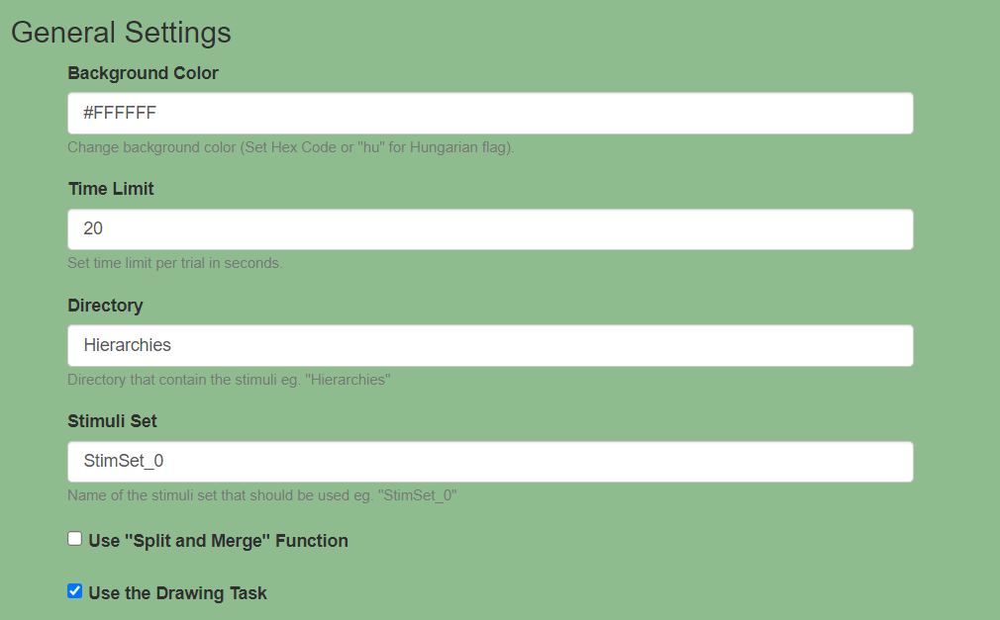 General Settings
Background Color
#FFFFFF
Change background color (Set Hex Code or "hu" for Hungarian flag).
Time Limit
20
Set time limit per trial in seconds.
Directory
Hierarchies
Directory that contain the stimuli eg. "Hierarchies"
Stimuli Set
StimSet_0
Name of the stimuli set that should be used eg. "StimSet_0"
Use "Split and Merge" Function
Use the Drawing Task